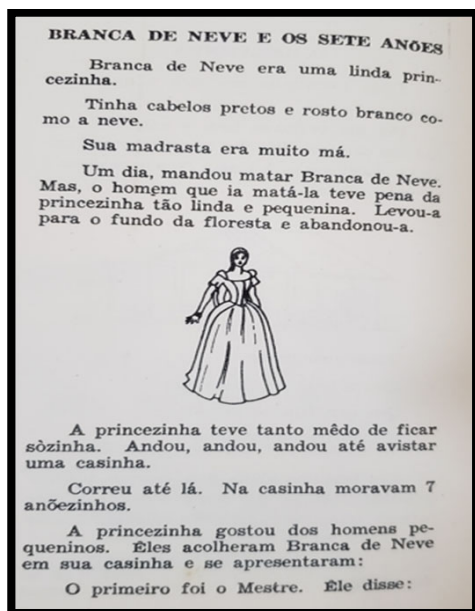 BRANCA DE NEVE E OS SETE ANÕES
Branca de Neve era uma linda prin-
cezinha.
Tinha cabelos pretos e rosto branco co-
mo a neve.
Sua madrasta era muito má.
Um dia, mandou matar Branca de Neve.
Mas, o homem que ia matá-la teve pena da
princezinha tão linda e pequenina. Levou-a
para o fundo da floresta e abandonou-a.
A princezinha teve tanto mêdo de ficar
sòzinha. Andou, andou, andou até avistar
uma casinha.
Correu até lá. Na casinha moravam 7
anõezinhos.
A princezinha gostou dos homens pe-
queninos. Êles acolheram Branca de Neve
em sua casinha e se apresentaram:
O primeiro foi o Mestre. Êle disse: